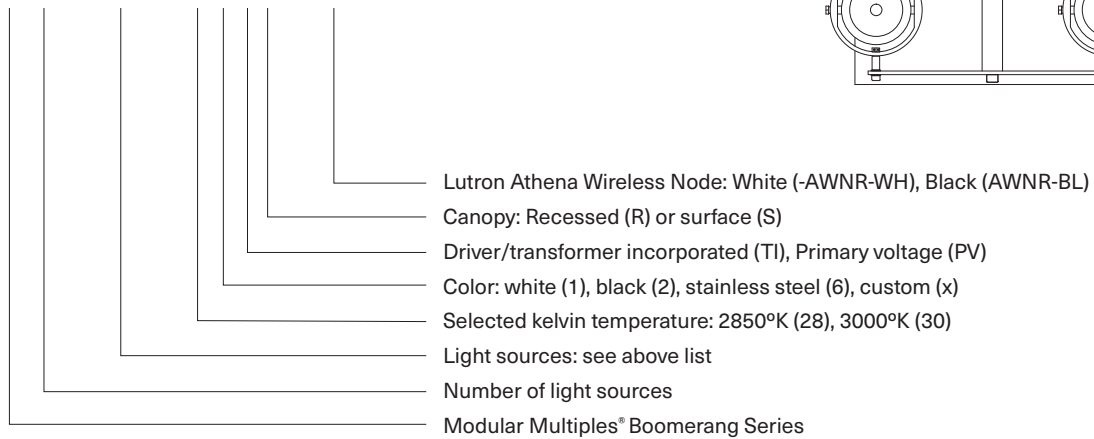 Lutron Athena Wireless Node: White (-AWNR-WH), Black (AWNR-BL)
Canopy: Recessed (R) or surface (S)
Driver/transformer incorporated (TI), Primary voltage (PV)
Color: white (1), black (2), stainless steel (6), custom (x)
Selected kelvin temperature: 2850ºK (28), 3000ºK (30)
Light sources: see above list
Number of light sources
Modular Multiples® Boomerang Series